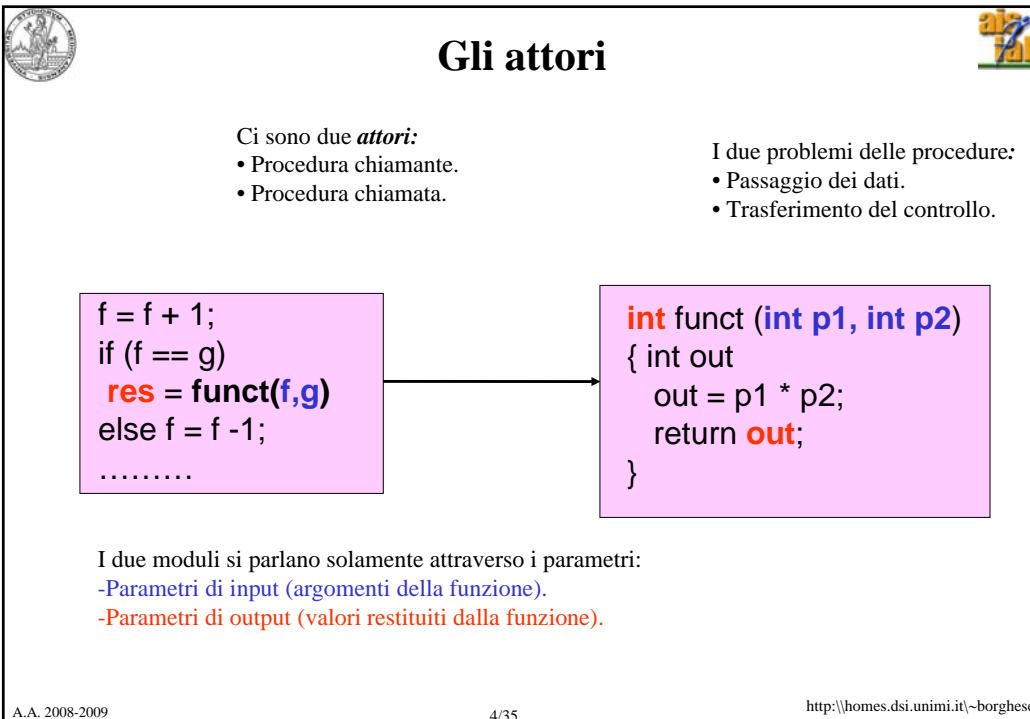 Gli attori
Ci sono due attori:
• Procedura chiamante.
• Procedura chiamata.
I due problemi delle procedure:
• Passaggio dei dati.
• Trasferimento del controllo.
f = f + 1;
if (f == g)
res = funct(f,g)
else f = f -1;
………
int funct (int p1, int p2)
{ int out
out = p1 * p2;
return out;
}
I due moduli si parlano solamente attraverso i parametri:
-Parametri di input (argomenti della funzione).
-Parametri di output (valori restituiti dalla funzione).
A.A. 2008-2009
4/35
http:\\homes.dsi.unimi.it\~borghese